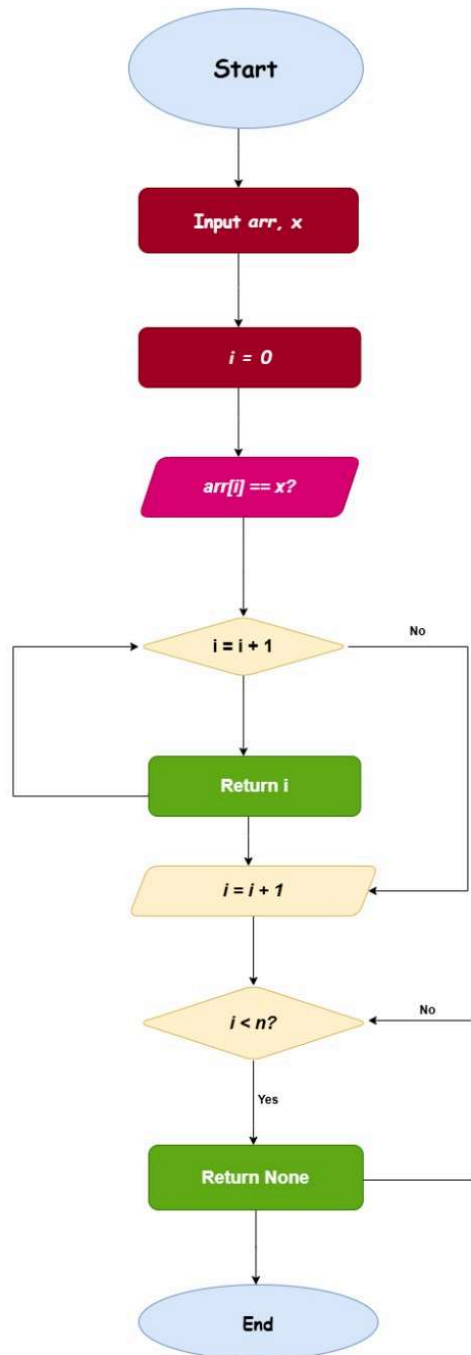 Start
Input arr, x
i = 0
arr[i] == x?
i = i + 1
No
Return i
i = i + 1
i < n?
No
Yes
Return None
End